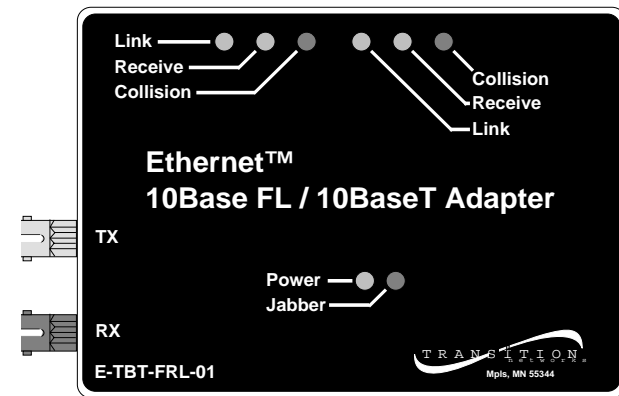 Link
Receive
Collision
Collision
Receive
Link
Ethernet™
10Base FL / 10BaseT Adapter
TX
Power
Jabber
RX
E-TBT-FRL-01
TRANSITION
networks
Mpls, MN 55344